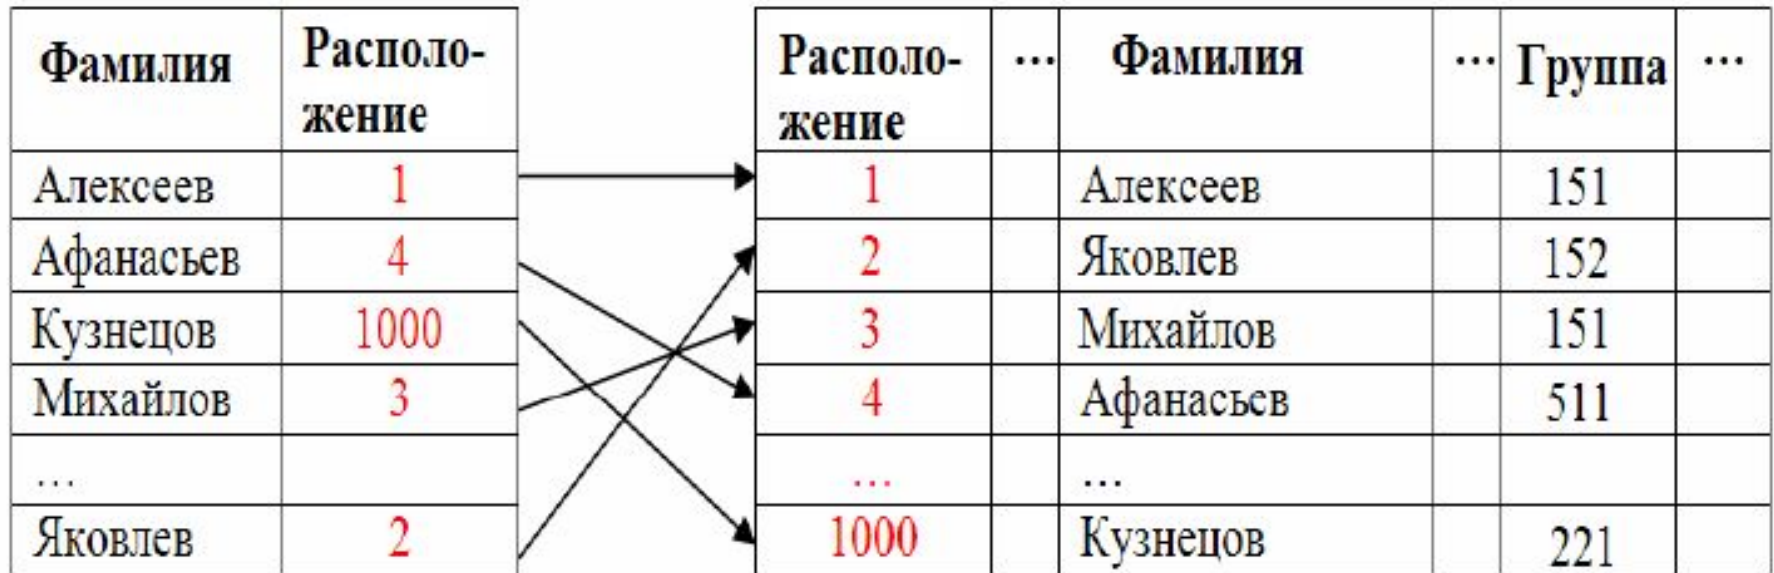 Фамилия Располо-
жение
Алексеев 1
Афанасьев 4
Кузнецов 1000
Михайлов 3
...
Яковлев 2
Располо-
жение ... Фамилия ... Группа ...
1 Алексеев 151
2 Яковлев 152
3 Михайлов 151
4 Афанасьев 511
... ...
1000 Кузнецов 221